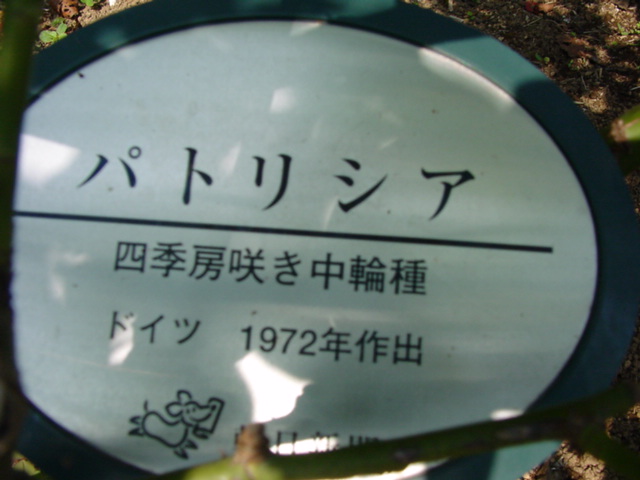 パトリシア
四季房咲き中輪種
ドイツ 1972年作出